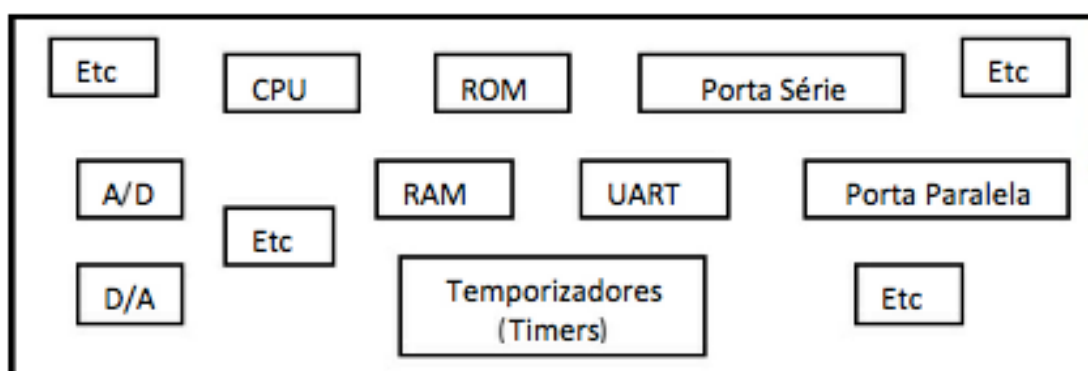 Etc
CPU
ROM
Porta Série
Etc
A/D
RAM
UART
Porta Paralela
Etc
D/A
Temporizadores
(Timers)
Etc